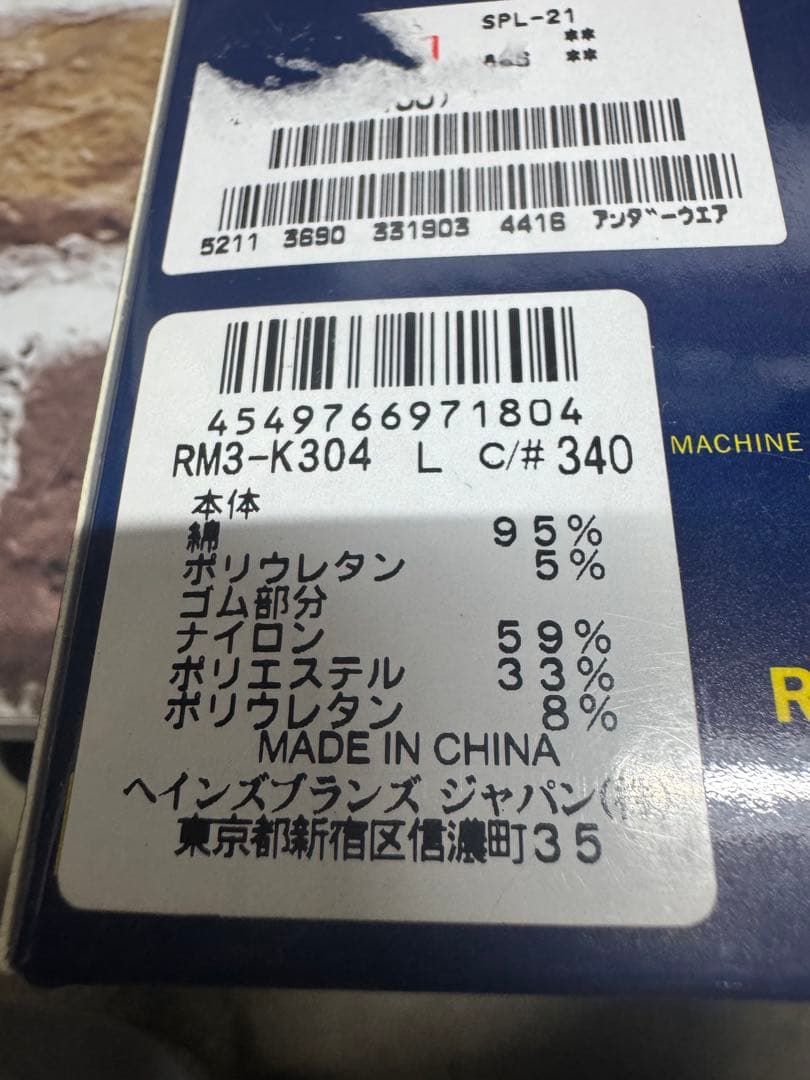 SPL-21
**
**
5211 3690 331903 4416 アンダーウエア
4549766971804
RM3-K304 L C/# 340
MACHINE
本体
綿 95%
ポリウレタン 5%
ゴム部分
ナイロン 59%
ポリエステル 33%
ポリウレタン 8%
MADE IN CHINA
ヘインズブランズ ジャパン(株)
東京都新宿区信濃町35
R